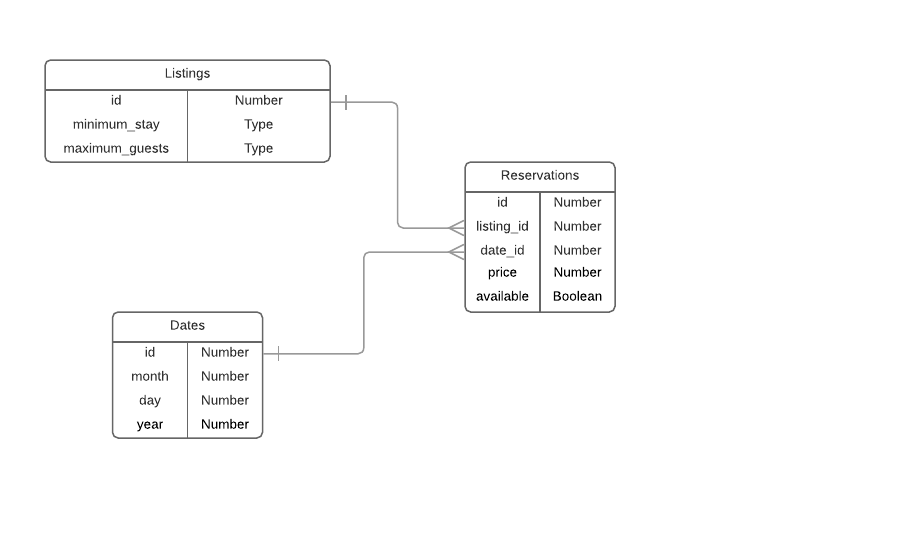 Listings
id Number
minimum_stay Type
maximum_guests Type
Reservations
id Number
listing_id Number
date_id Number
price Number
available Boolean
Dates
id Number
month Number
day Number
year Number